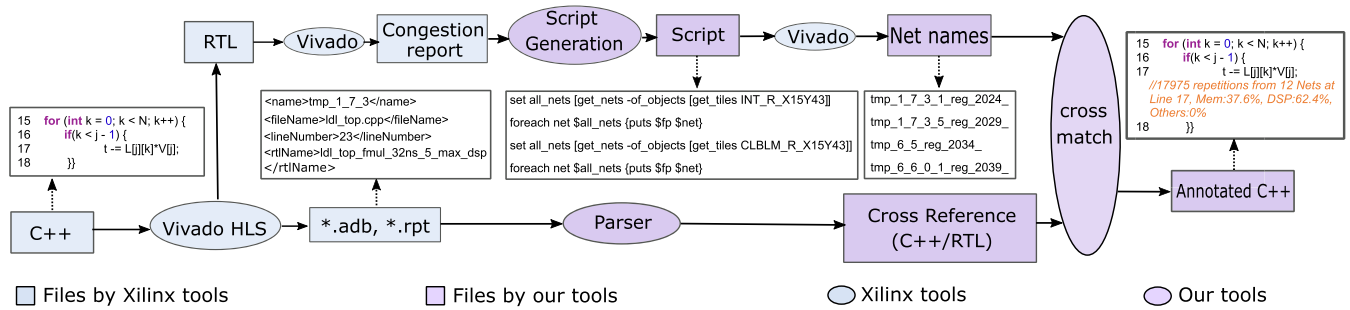 RTL
Vivado
Congestion
report
Script
Generation
Script
Vivado
Net names
15 for (int k = 0; k < N; k++) {
16 if(k < j - 1) {
17 t -= L[j][k]*V[j];
18 }}
<name>tmp_1_7_3</name>
<fileName>ldl_top.cpp</fileName>
<lineNumber>23</lineNumber>
<rtlName>ldl_top_fmul_32ns_5_max_dsp
</rtlName>
set all_nets [get_nets -of_objects [get_tiles INT_R_X15Y43]]
foreach net $all_nets {puts $fp $net}
set all_nets [get_nets -of_objects [get_tiles CLBLM_R_X15Y43]]
foreach net $all_nets {puts $fp $net}
tmp_1_7_3_1_reg_2024_
tmp_1_7_3_5_reg_2029_
tmp_6_5_reg_2034_
tmp_6_6_0_1_reg_2039_
cross
match
15 for (int k = 0; k < N; k++) {
16 if(k < j - 1) {
17 t -= L[j][k]*V[j];
//17975 repetitions from 12 Nets at
Line 17, Mem:37.6%, DSP:62.4%,
Others:0%
18 }}
C++
Vivado HLS
*.adb, *.rpt
Parser
Cross Reference
(C++/RTL)
Annotated C++
Files by Xilinx tools
Files by our tools
Xilinx tools
Our tools